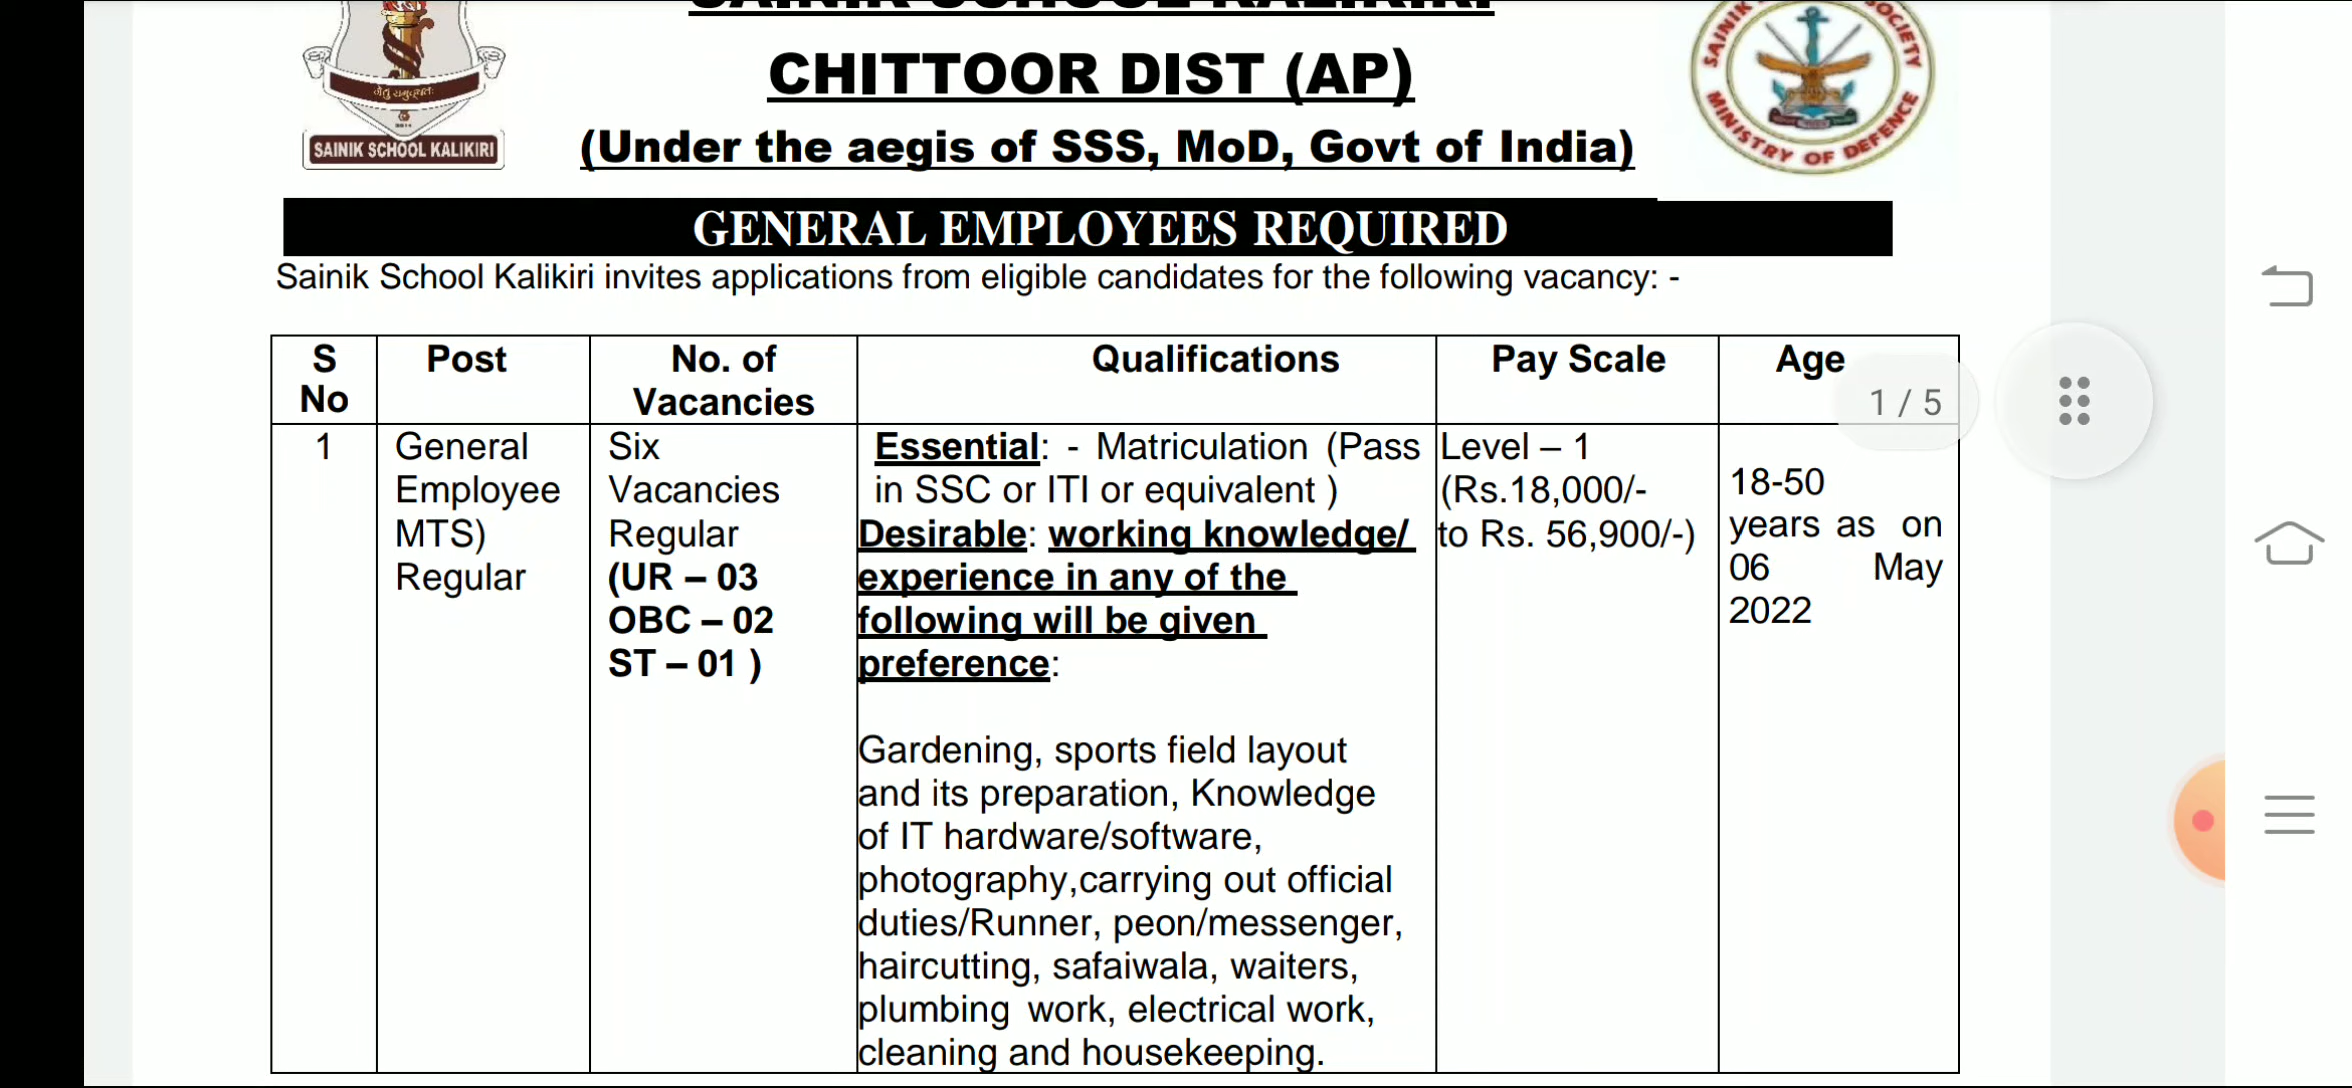 SAINIK SCHOOL KALIKIRI
CHITTOOR DIST (AP)
(Under the aegis of SSS, MoD, Govt of India)
SAINIK SCHOOL KALIKIRI
SAINIK SOCIETY
MINISTRY OF DEFENCE
GENERAL EMPLOYEES REQUIRED
Sainik School Kalikiri invites applications from eligible candidates for the following vacancy: -
S No
Post
No. of
Vacancies
Qualifications
Pay Scale
Age
1 / 5
1
General
Employee
MTS)
Regular
Six
Vacancies
Regular
(UR – 03
OBC – 02
ST – 01 )
Essential: - Matriculation (Pass
in SSC or ITI or equivalent )
Desirable: working knowledge/
experience in any of the
following will be given
preference:
Gardening, sports field layout
and its preparation, Knowledge
of IT hardware/software,
photography,carrying out official
duties/Runner, peon/messenger,
haircutting, safaiwala, waiters,
plumbing work, electrical work,
cleaning and housekeeping.
Level – 1
(Rs.18,000/-
to Rs. 56,900/-)
18-50
years as on
06 May
2022